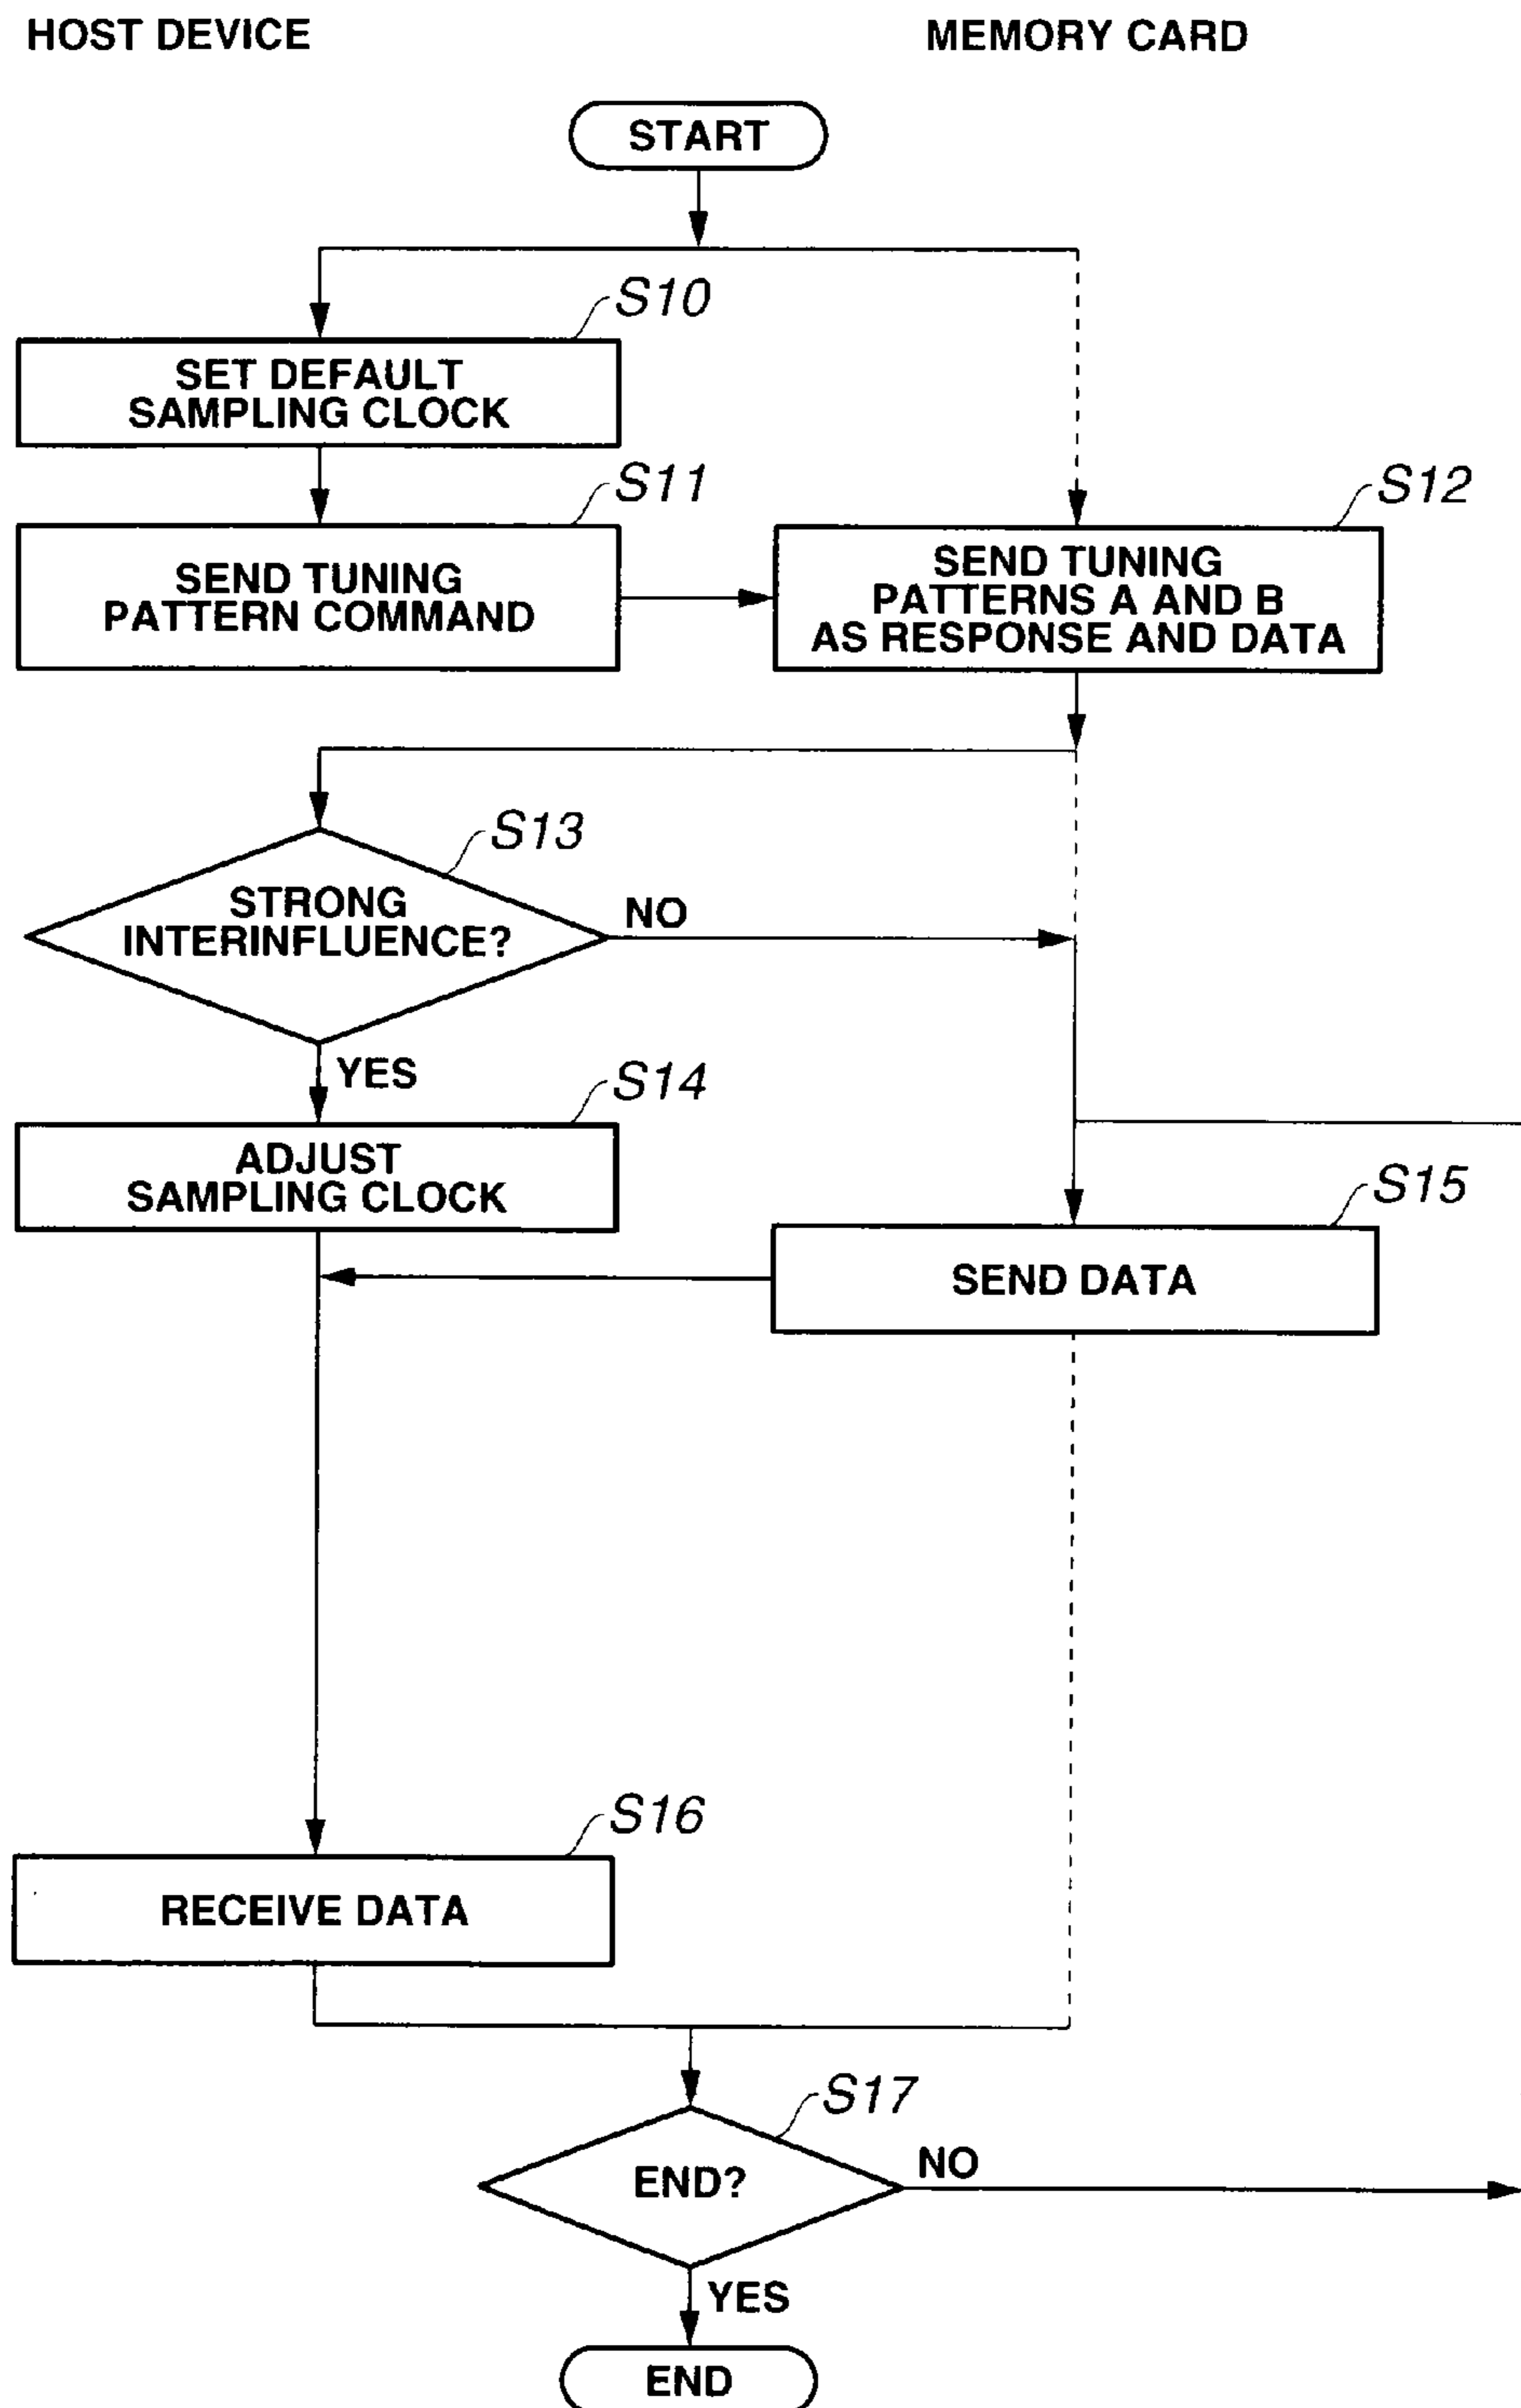 HOST DEVICE
MEMORY CARD
START
S10
SET DEFAULT
SAMPLING CLOCK
S11
SEND TUNING
PATTERN COMMAND
S12
SEND TUNING
PATTERNS A AND B
AS RESPONSE AND DATA
S13
STRONG
INTERINFLUENCE?
NO
YES
S14
ADJUST
SAMPLING CLOCK
S15
SEND DATA
S16
RECEIVE DATA
S17
END?
NO
YES
END